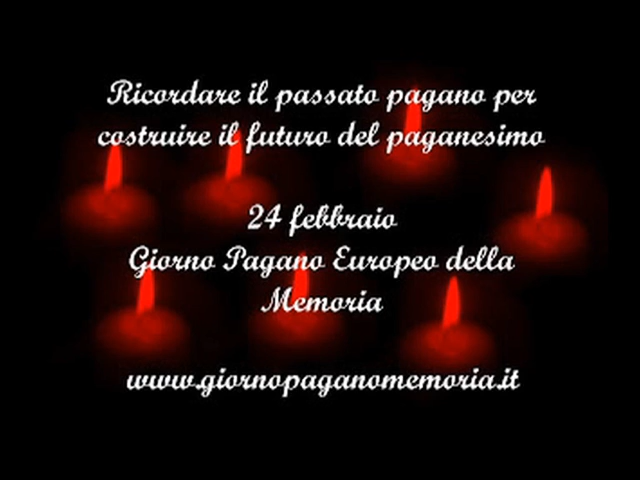 Ricordare il passato pagano per
costruire il futuro del paganesimo
24 febbraio
Giorno Pagano Europeo della
Memoria
www.giornopaganomemoria.it